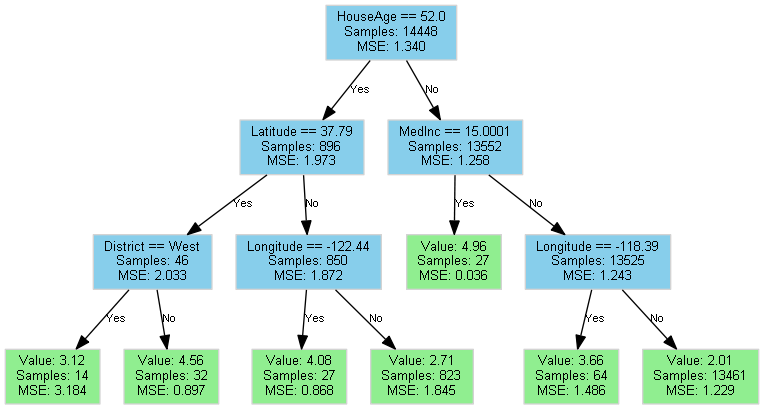 HouseAge == 52.0
Samples: 14448
MSE: 1.340
Yes
No
Latitude == 37.79
Samples: 896
MSE: 1.973
MedInc == 15.0001
Samples: 13552
MSE: 1.258
Yes
No
Yes
No
District == West
Samples: 46
MSE: 2.033
Longitude == -122.44
Samples: 850
MSE: 1.872
Value: 4.96
Samples: 27
MSE: 0.036
Longitude == -118.39
Samples: 13525
MSE: 1.243
Yes
No
Yes
No
Yes
No
Value: 3.12
Samples: 14
MSE: 3.184
Value: 4.56
Samples: 32
MSE: 0.897
Value: 4.08
Samples: 27
MSE: 0.868
Value: 2.71
Samples: 823
MSE: 1.845
Value: 3.66
Samples: 64
MSE: 1.486
Value: 2.01
Samples: 13461
MSE: 1.229